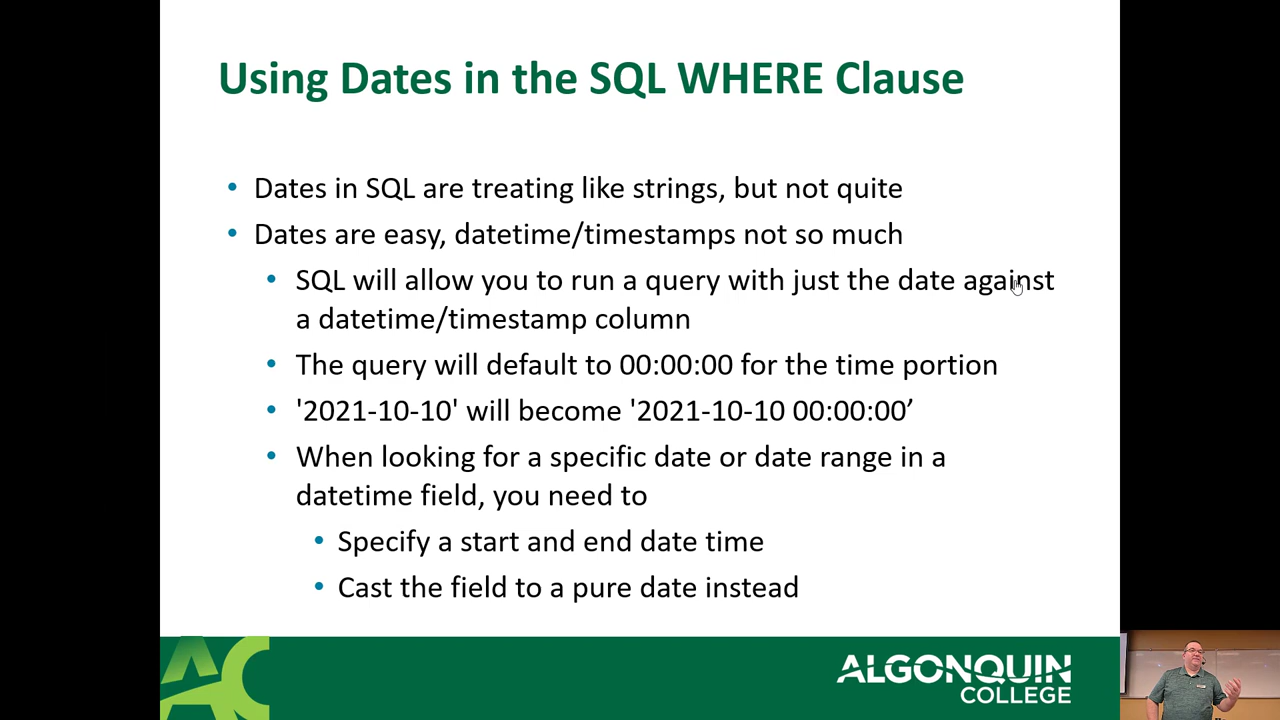 Using Dates in the SQL WHERE Clause
• Dates in SQL are treating like strings, but not quite
• Dates are easy, datetime/timestamps not so much
• SQL will allow you to run a query with just the date against
a datetime/timestamp column
• The query will default to 00:00:00 for the time portion
• '2021-10-10' will become '2021-10-10 00:00:00’
• When looking for a specific date or date range in a
datetime field, you need to
• Specify a start and end date time
• Cast the field to a pure date instead
AC
ALGONQUIN
COLLEGE